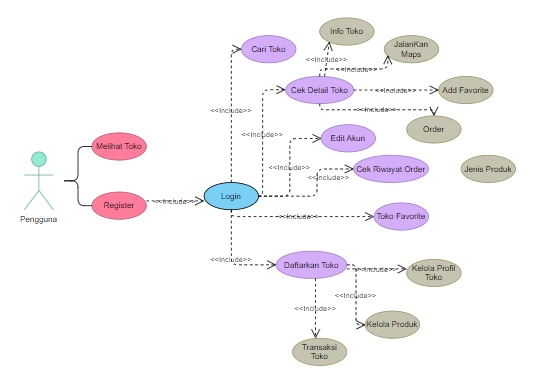 Info Toko
Cari Toko
JalanKan
Maps
<<Include>>
<<Include>>
Cek Detail Toko
<<Include>>
Add Favorite
<<Include>>
<<Include>>
Order
<<Include>>
Edit Akun
Melihat Toko
<<Include>>
Cek Riwayat Order
Jenis Produk
<<Include>>
Pengguna
Register
<<Include>>
Login
<<Include>>
Toko Favorite
<<Include>>
Daftarkan Toko
<<Include>>
Kelola Profil
Toko
<<Include>>
<<Include>>
Kelola Produk
Transaksi
Toko